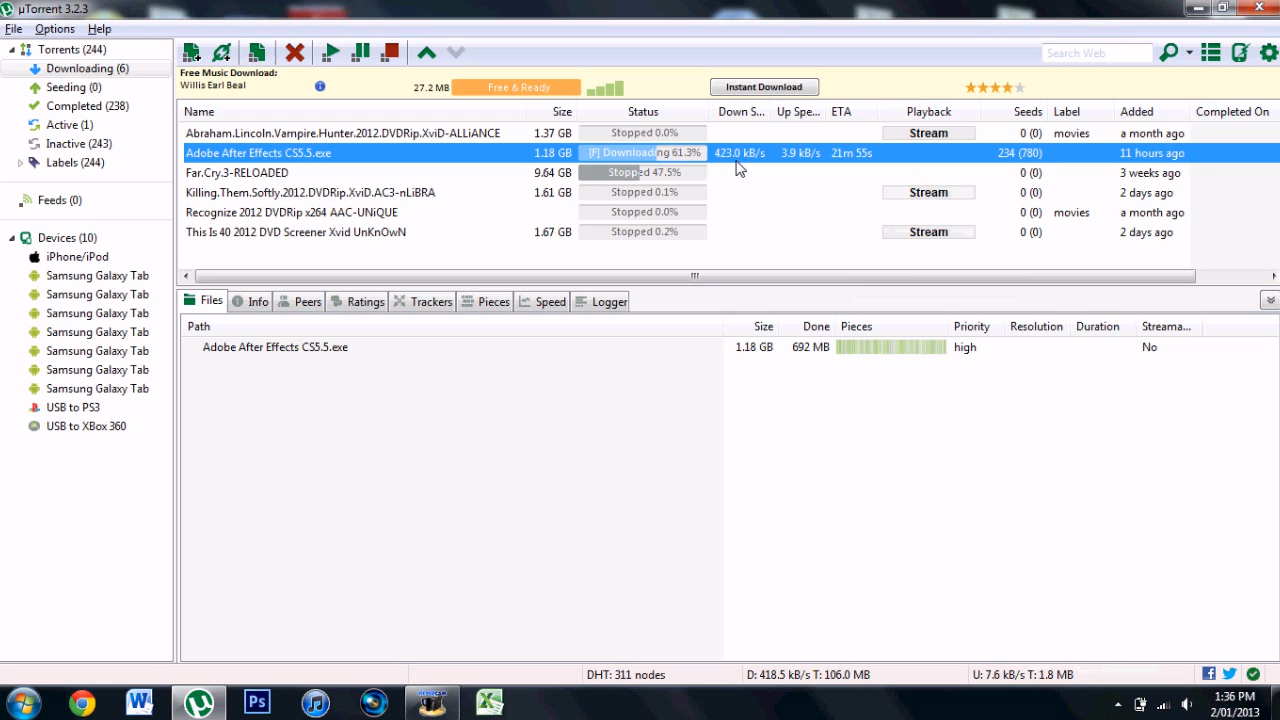 µTorrent 3.2.3
File Options Help
Torrents (244)
Downloading (6)
Seeding (0)
Completed (238)
Active (1)
Inactive (243)
Labels (244)
Feeds (0)
Devices (10)
iPhone/iPod
Samsung Galaxy Tab
Samsung Galaxy Tab
Samsung Galaxy Tab
Samsung Galaxy Tab
Samsung Galaxy Tab
Samsung Galaxy Tab
Samsung Galaxy Tab
USB to PS3
USB to XBox 360
Search Web
Free Music Download:
Willis Earl Beal 27.2 MB Free & Ready Instant Download
Name Size Status Down S... Up Spe... ETA Playback Seeds Label Added Completed On
Abraham.Lincoln.Vampire.Hunter.2012.DVDRip.XviD-ALLiANCE 1.37 GB Stopped 0.0% Stream 0 (0) movies a month ago
Adobe After Effects CS5.5.exe 1.18 GB [F] Downloading 61.3% 423.0 kB/s 3.9 kB/s 21m 55s 234 (780) 11 hours ago
Far.Cry.3-RELOADED 9.64 GB Stopped 47.5% 0 (0) 3 weeks ago
Killing.Them.Softly.2012.DVDRip.XviD.AC3-nLiBRA 1.61 GB Stopped 0.1% Stream 0 (0) 2 days ago
Recognize 2012 DVDRip x264 AAC-UNiQUE Stopped 0.0% 0 (0) movies a month ago
This Is 40 2012 DVD Screener Xvid UnKnOwN 1.67 GB Stopped 0.2% Stream 0 (0) 2 days ago
Files Info Peers Ratings Trackers Pieces Speed Logger
Path Size Done Pieces Priority Resolution Duration Streama...
Adobe After Effects CS5.5.exe 1.18 GB 692 MB high No
DHT: 311 nodes D: 418.5 kB/s T: 106.0 MB U: 7.6 kB/s T: 1.8 MB
1:36 PM
2/01/2013